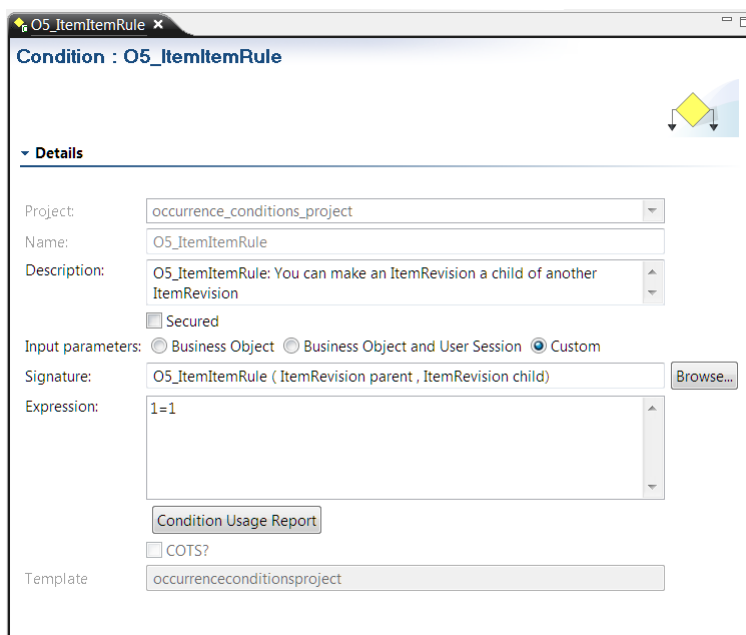 O5_ItemItemRule
Condition : O5_ItemItemRule
Details
Project: occurrence_conditions_project
Name: O5_ItemItemRule
Description: O5_ItemItemRule: You can make an ItemRevision a child of another
ItemRevision
Secured
Input parameters: Business Object Business Object and User Session Custom
Signature: O5_ItemItemRule ( ItemRevision parent , ItemRevision child) Browse...
Expression: 1=1
Condition Usage Report
COTS?
Template occurrenceconditionsproject